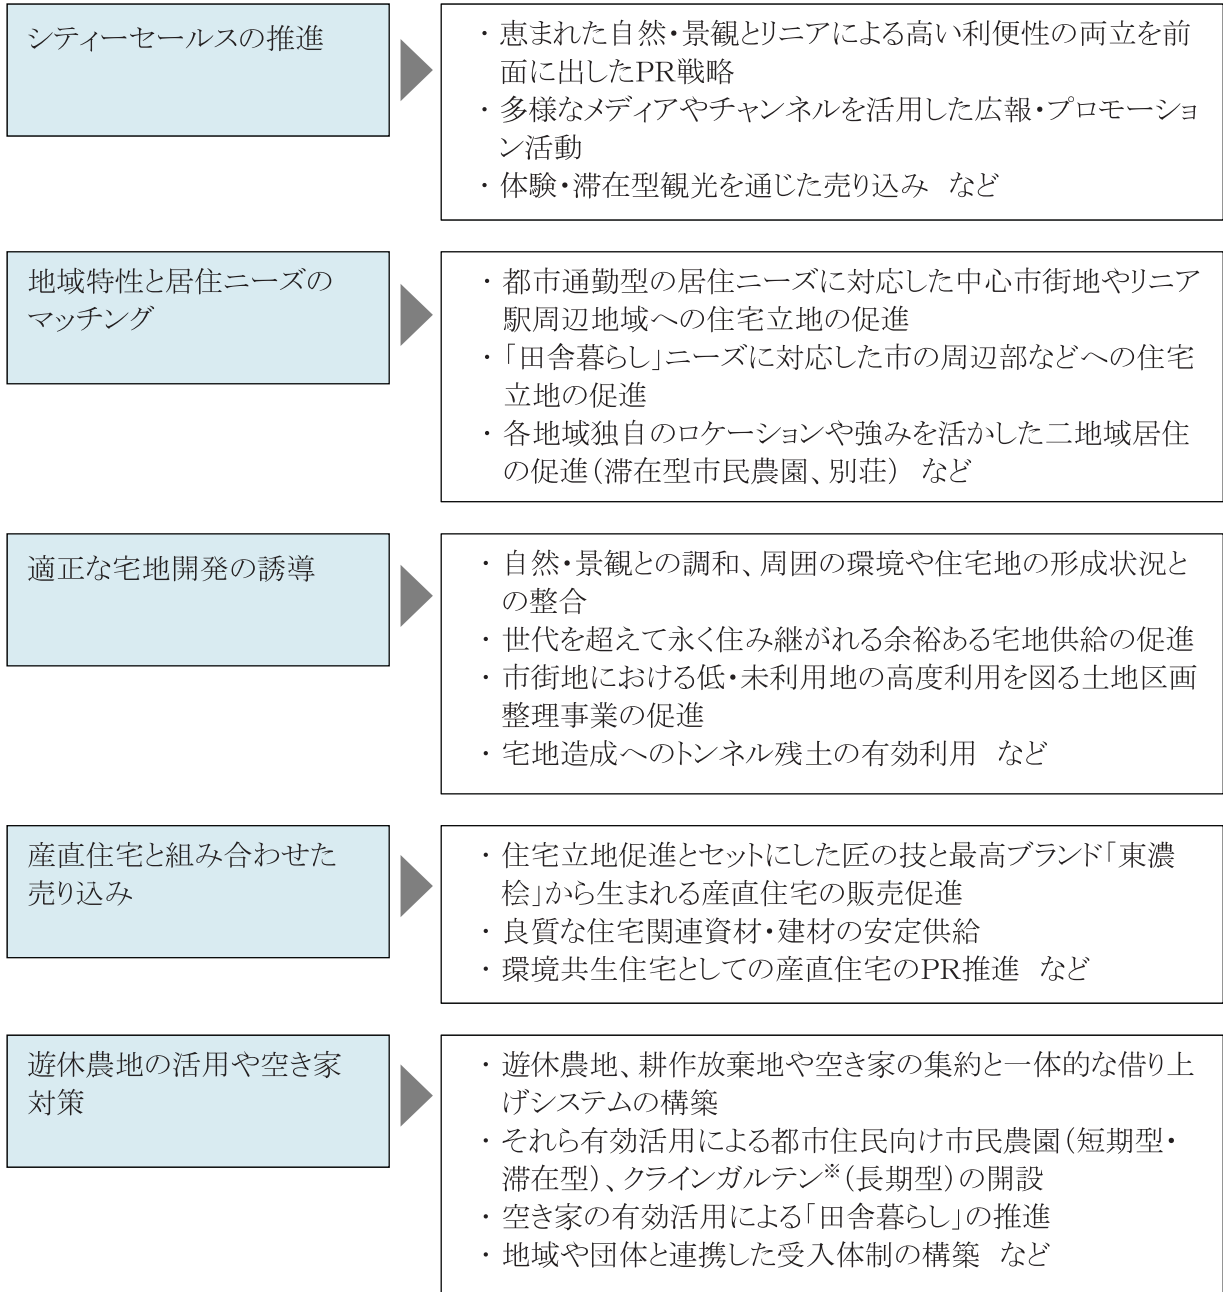 シティーセールスの推進
・恵まれた自然・景観とリニアによる高い利便性の両立を前
面に出したPR戦略
・多様なメディアやチャンネルを活用した広報・プロモーショ
ン活動
・体験・滞在型観光を通じた売り込み　など
地域特性と居住ニーズの
マッチング
・都市通勤型の居住ニーズに対応した中心市街地やリニア
駅周辺地域への住宅立地の促進
・「田舎暮らし」ニーズに対応した市の周辺部などへの住宅
立地の促進
・各地域独自のロケーションや強みを活かした二地域居住
の促進（滞在型市民農園、別荘）　など
適正な宅地開発の誘導
・自然・景観との調和、周囲の環境や住宅地の形成状況と
の整合
・世代を超えて永く住み継がれる余裕ある宅地供給の促進
・市街地における低・未利用地の高度利用を図る土地区画
整理事業の促進
・宅地造成へのトンネル残土の有効利用　など
産直住宅と組み合わせた
売り込み
・住宅立地促進とセットにした匠の技と最高ブランド「東濃
桧」から生まれる産直住宅の販売促進
・良質な住宅関連資材・建材の安定供給
・環境共生住宅としての産直住宅のPR推進　など
遊休農地の活用や空き家
対策
・遊休農地、耕作放棄地や空き家の集約と一体的な借り上
げシステムの構築
・それら有効活用による都市住民向け市民農園（短期型・
滞在型）、クラインガルテン※（長期型）の開設
・空き家の有効活用による「田舎暮らし」の推進
・地域や団体と連携した受入体制の構築　など